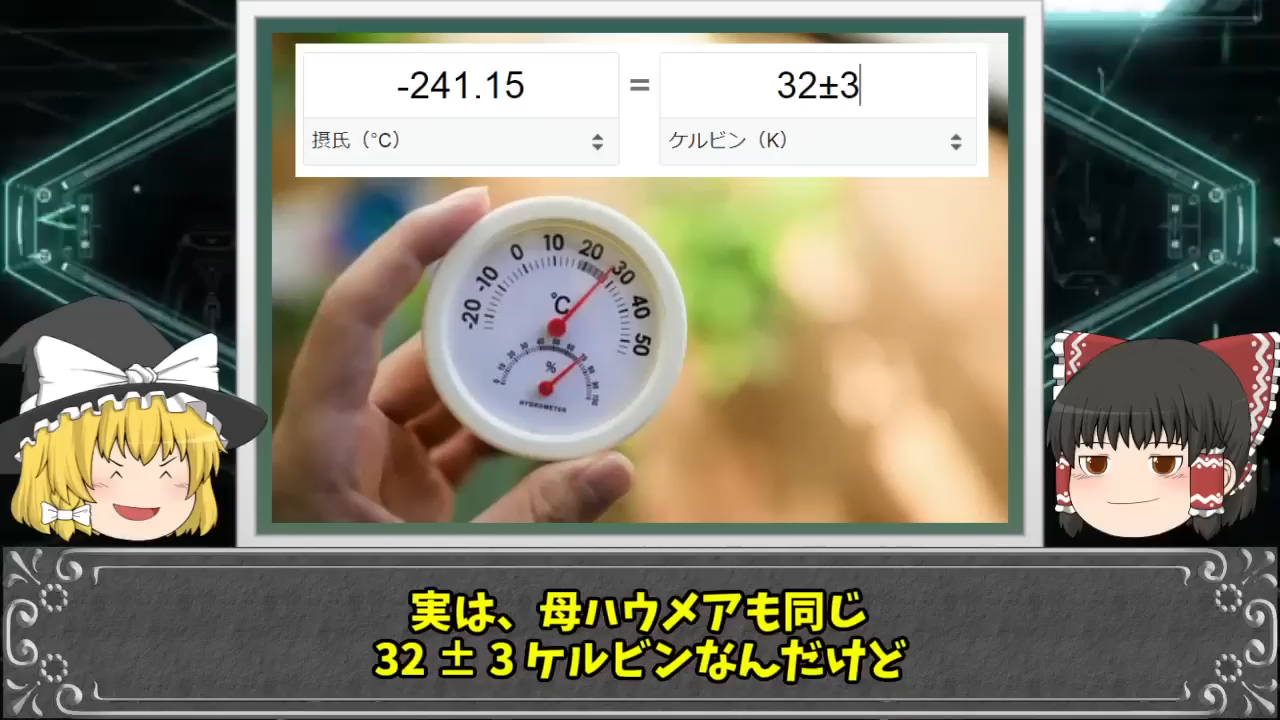 -241.15 = 32±3
摂氏（°C） ケルビン（K）
-20 -10 0 10 20 30 40 50
°C
%
HYGROMETER
実は、母ハウメアも同じ
32 ± 3 ケルビンなんだけど